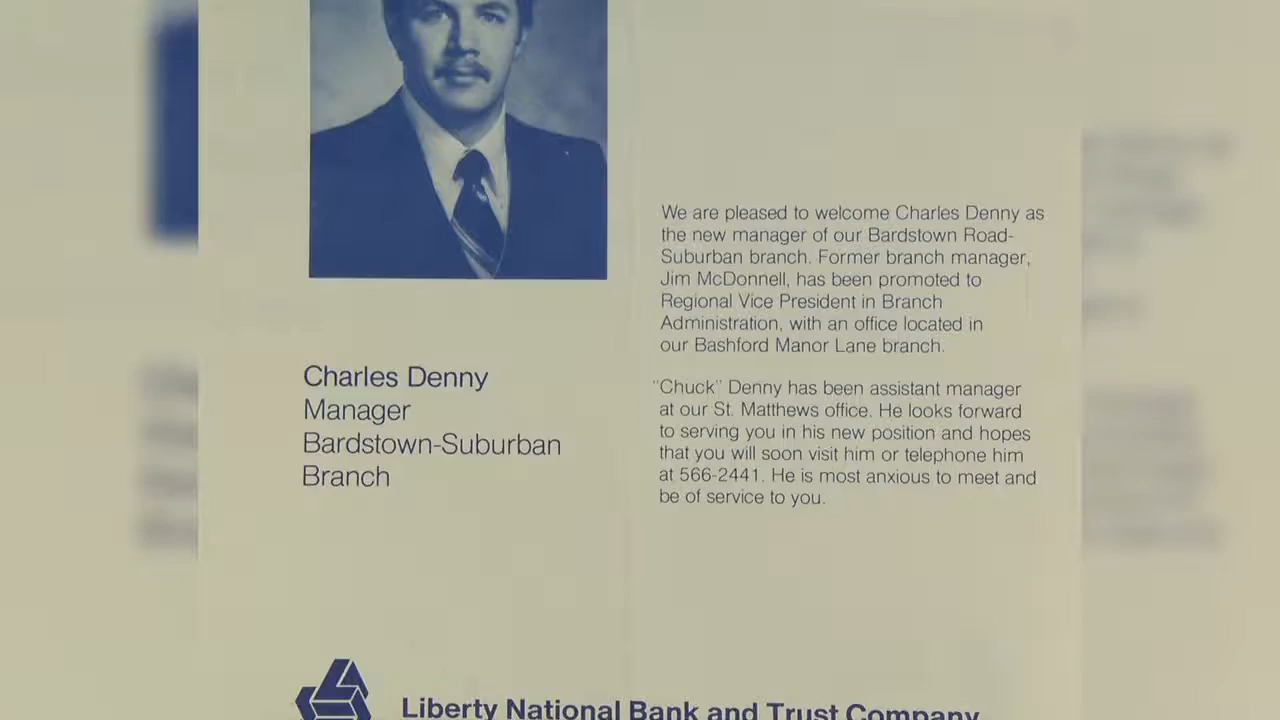 Charles Denny
Manager
Bardstown-Suburban
Branch
We are pleased to welcome Charles Denny as
the new manager of our Bardstown Road-
Suburban branch. Former branch manager,
Jim McDonnell, has been promoted to
Regional Vice President in Branch
Administration, with an office located in
our Bashford Manor Lane branch.
"Chuck" Denny has been assistant manager
at our St. Matthews office. He looks forward
to serving you in his new position and hopes
that you will soon visit him or telephone him
at 566-2441. He is most anxious to meet and
be of service to you.
Liberty National Bank and Trust Company